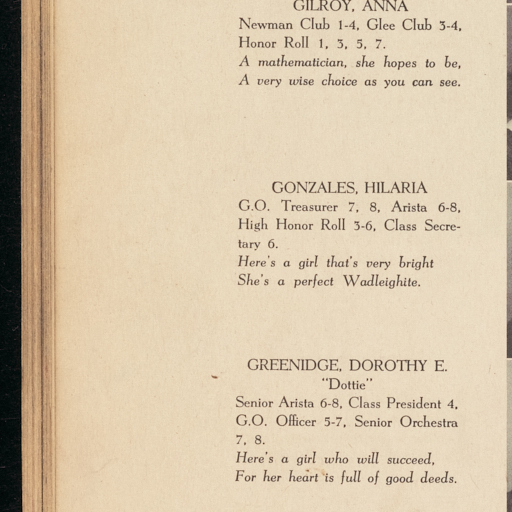 GILROY, ANNA
Newman Club 1-4, Glee Club 3-4,
Honor Roll 1, 3, 5, 7.
A mathematician, she hopes to be,
A very wise choice as you can see.
GONZALES, HILARIA
G.O. Treasurer 7, 8, Arista 6-8,
High Honor Roll 3-6, Class Secre-
tary 6.
Here's a girl that's very bright
She's a perfect Wadleighite.
GREENIDGE, DOROTHY E.
"Dottie"
Senior Arista 6-8, Class President 4,
G.O. Officer 5-7, Senior Orchestra
7, 8.
Here's a girl who will succeed,
For her heart is full of good deeds.